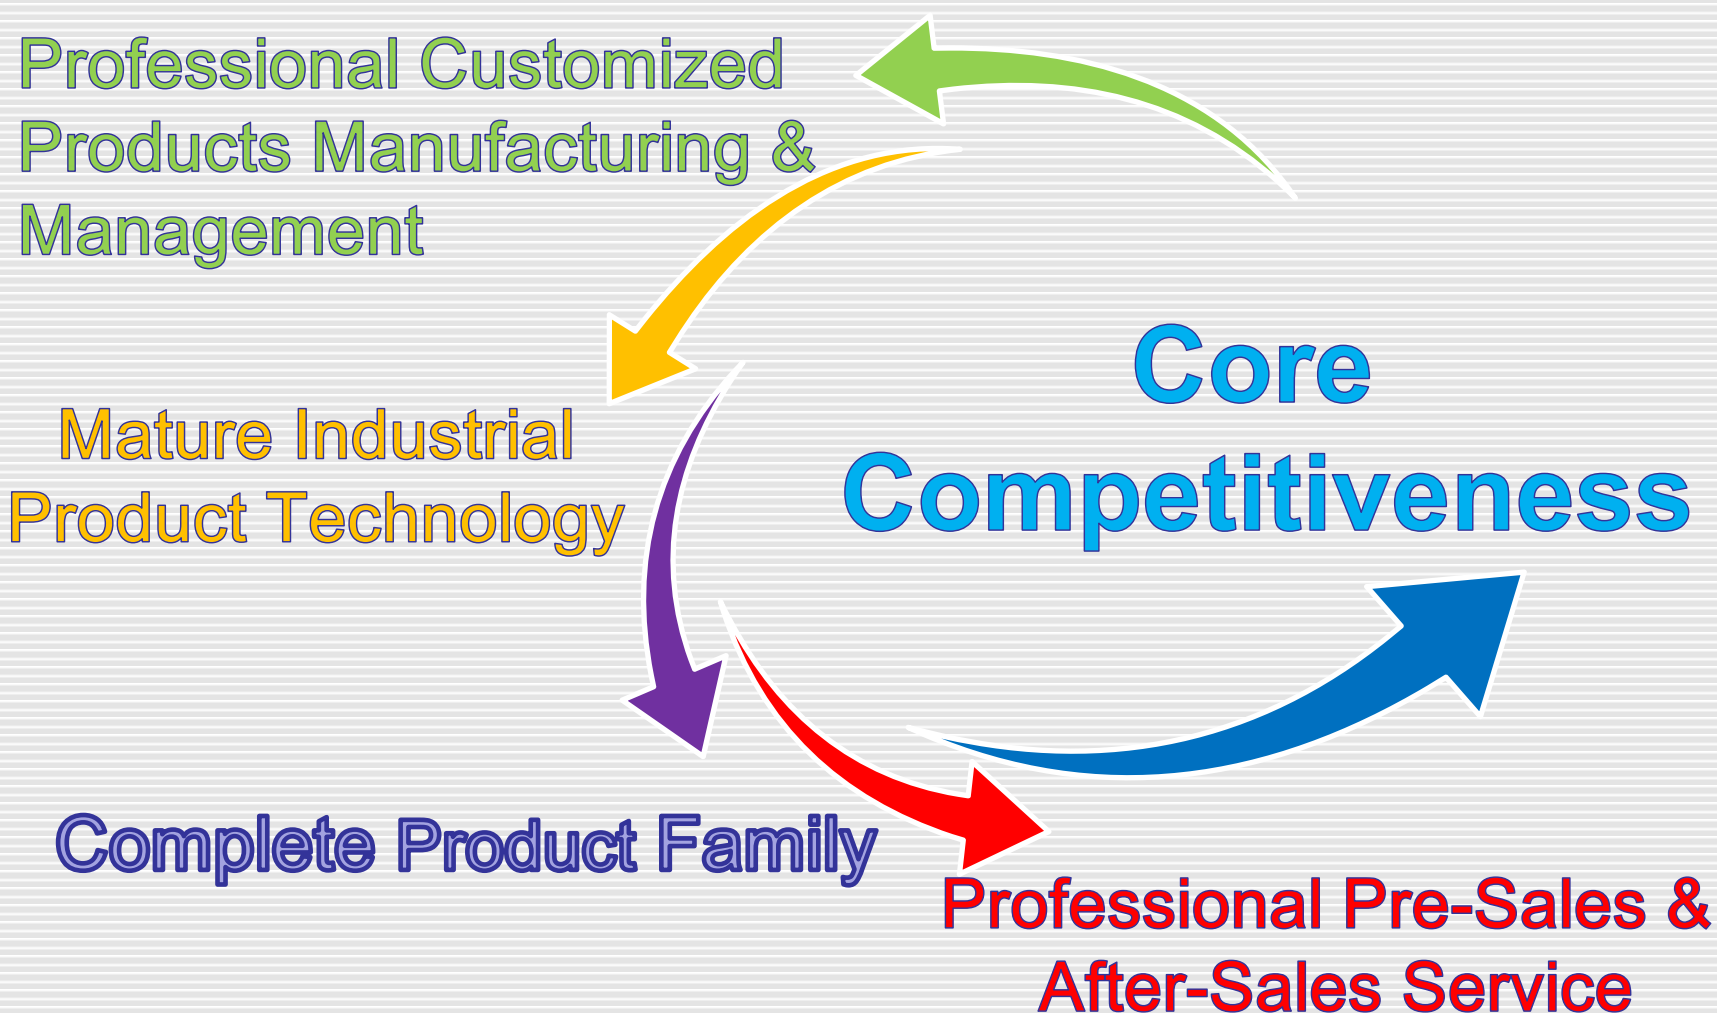 Professional Customized
Products Manufacturing &
Management
Mature Industrial
Product Technology
Core
Competitiveness
Complete Product Family
Professional Pre-Sales &
After-Sales Service